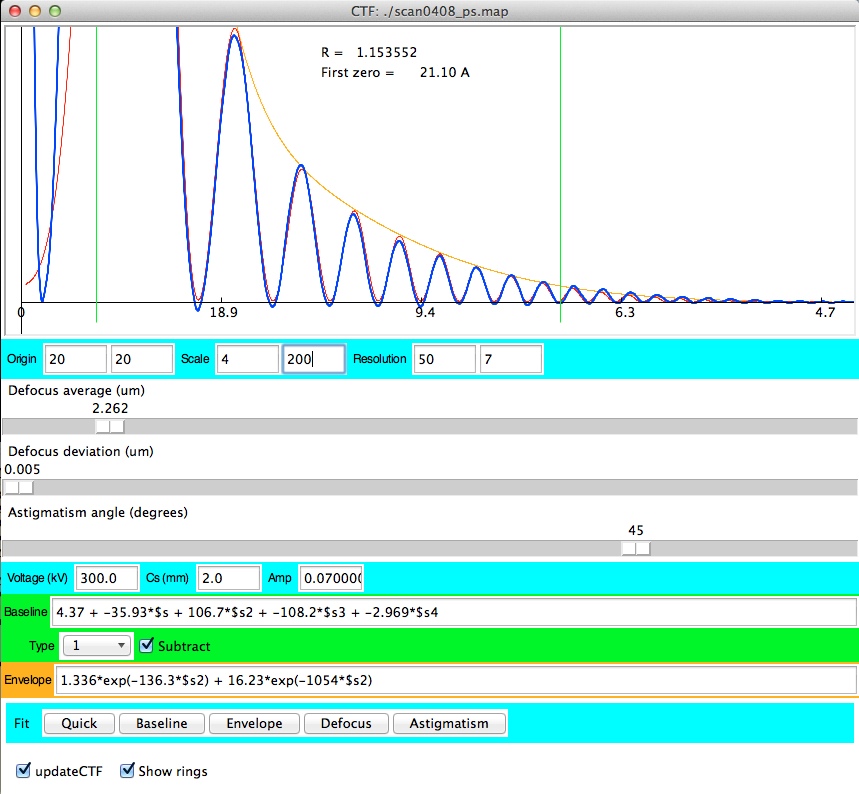 CTF: ./scan0408_ps.map
R = 1.153552
First zero = 21.10 A
0 18.9 9.4 6.3 4.7
Origin 20 20 Scale 4 200 Resolution 50 7
Defocus average (um)
2.262
Defocus deviation (um)
0.005
Astigmatism angle (degrees)
45
Voltage (kV) 300.0 Cs (mm) 2.0 Amp 0.070000
Baseline 4.37 + -35.93*$s + 106.7*$s2 + -108.2*$s3 + -2.969*$s4
Type 1 Subtract
Envelope 1.336*exp(-136.3*$s2) + 16.23*exp(-1054*$s2)
Fit Quick Baseline Envelope Defocus Astigmatism
updateCTF Show rings